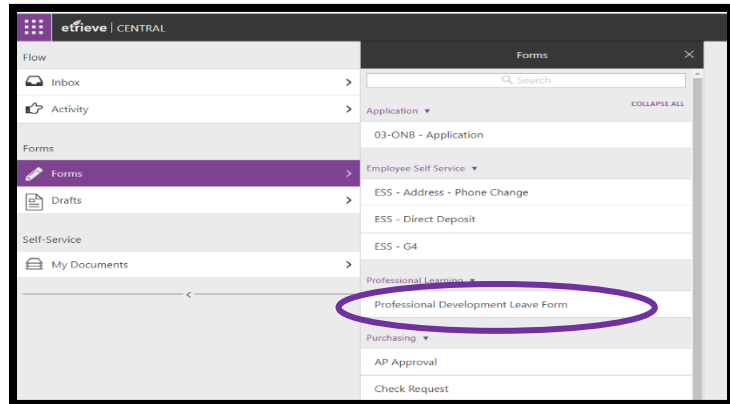 etrieve | CENTRAL
Flow
Inbox
Activity
Forms
Forms
Drafts
Self-Service
My Documents
Forms
Search
Application
COLLAPSE ALL
03-ONB - Application
Employee Self Service
ESS - Address - Phone Change
ESS - Direct Deposit
ESS - G4
Professional Learning
Professional Development Leave Form
Purchasing
AP Approval
Check Request